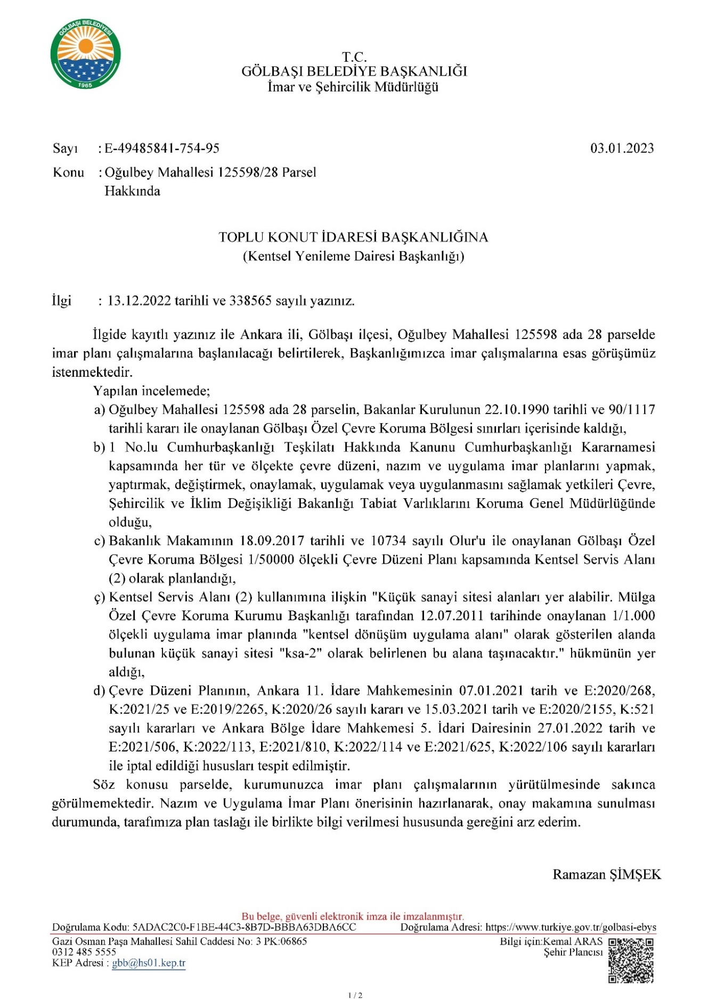 GÖLBAŞI BELEDİYESİ
1965
T.C.
GÖLBAŞI BELEDİYE BAŞKANLIĞI
İmar ve Şehircilik Müdürlüğü
Sayı : E-49485841-754-95 03.01.2023
Konu : Oğulbey Mahallesi 125598/28 Parsel
Hakkında
TOPLU KONUT İDARESİ BAŞKANLIĞINA
(Kentsel Yenileme Dairesi Başkanlığı)
İlgi : 13.12.2022 tarihli ve 338565 sayılı yazınız.
İlgide kayıtlı yazınız ile Ankara ili, Gölbaşı ilçesi, Oğulbey Mahallesi 125598 ada 28 parselde
imar planı çalışmalarına başlanılacağı belirtilerek, Başkanlığımızca imar çalışmalarına esas görüşümüz
istenmektedir.
Yapılan incelemede;
a) Oğulbey Mahallesi 125598 ada 28 parselin, Bakanlar Kurulunun 22.10.1990 tarihli ve 90/1117
tarihli kararı ile onaylanan Gölbaşı Özel Çevre Koruma Bölgesi sınırları içerisinde kaldığı,
b) 1 No.lu Cumhurbaşkanlığı Teşkilatı Hakkında Kanunu Cumhurbaşkanlığı Kararnamesi
kapsamında her tür ve ölçekte çevre düzeni, nazım ve uygulama imar planlarını yapmak,
yaptırmak, değiştirmek, onaylamak, uygulamak veya uygulanmasını sağlamak yetkileri Çevre,
Şehircilik ve İklim Değişikliği Bakanlığı Tabiat Varlıklarını Koruma Genel Müdürlüğünde
olduğu,
c) Bakanlık Makamının 18.09.2017 tarihli ve 10734 sayılı Olur'u ile onaylanan Gölbaşı Özel
Çevre Koruma Bölgesi 1/50000 ölçekli Çevre Düzeni Planı kapsamında Kentsel Servis Alanı
(2) olarak planlandığı,
ç) Kentsel Servis Alanı (2) kullanımına ilişkin "Küçük sanayi sitesi alanları yer alabilir. Mülga
Özel Çevre Koruma Kurumu Başkanlığı tarafından 12.07.2011 tarihinde onaylanan 1/1.000
ölçekli uygulama imar planında "kentsel dönüşüm uygulama alanı" olarak gösterilen alanda
bulunan küçük sanayi sitesi "ksa-2" olarak belirlenen bu alana taşınacaktır." hükmünün yer
aldığı,
d) Çevre Düzeni Planının, Ankara 11. İdare Mahkemesinin 07.01.2021 tarih ve E:2020/268,
K:2021/25 ve E:2019/2265, K:2020/26 sayılı kararı ve 15.03.2021 tarih ve E:2020/2155, K:521
sayılı kararları ve Ankara Bölge İdare Mahkemesi 5. İdari Dairesinin 27.01.2022 tarih ve
E:2021/506, K:2022/113, E:2021/810, K:2022/114 ve E:2021/625, K:2022/106 sayılı kararları
ile iptal edildiği hususları tespit edilmiştir.
Söz konusu parselde, kurumunuzca imar planı çalışmalarının yürütülmesinde sakınca
görülmemektedir. Nazım ve Uygulama İmar Planı önerisinin hazırlanarak, onay makamına sunulması
durumunda, tarafımıza plan taslağı ile birlikte bilgi verilmesi hususunda gereğini arz ederim.
Ramazan ŞİMŞEK
Bu belge, güvenli elektronik imza ile imzalanmıştır.
Doğrulama Kodu: 5ADAC2C0-F1BE-44C3-8B7D-BBBA63DBA6CC Doğrulama Adresi: https://www.turkiye.gov.tr/golbasi-ebys
Gazi Osman Paşa Mahallesi Sahil Caddesi No: 3 PK:06865 Bilgi için:Kemal ARAS
0312 485 5555 Şehir Plancısı
KEP Adresi : gbb@hs01.kep.tr
1 / 2